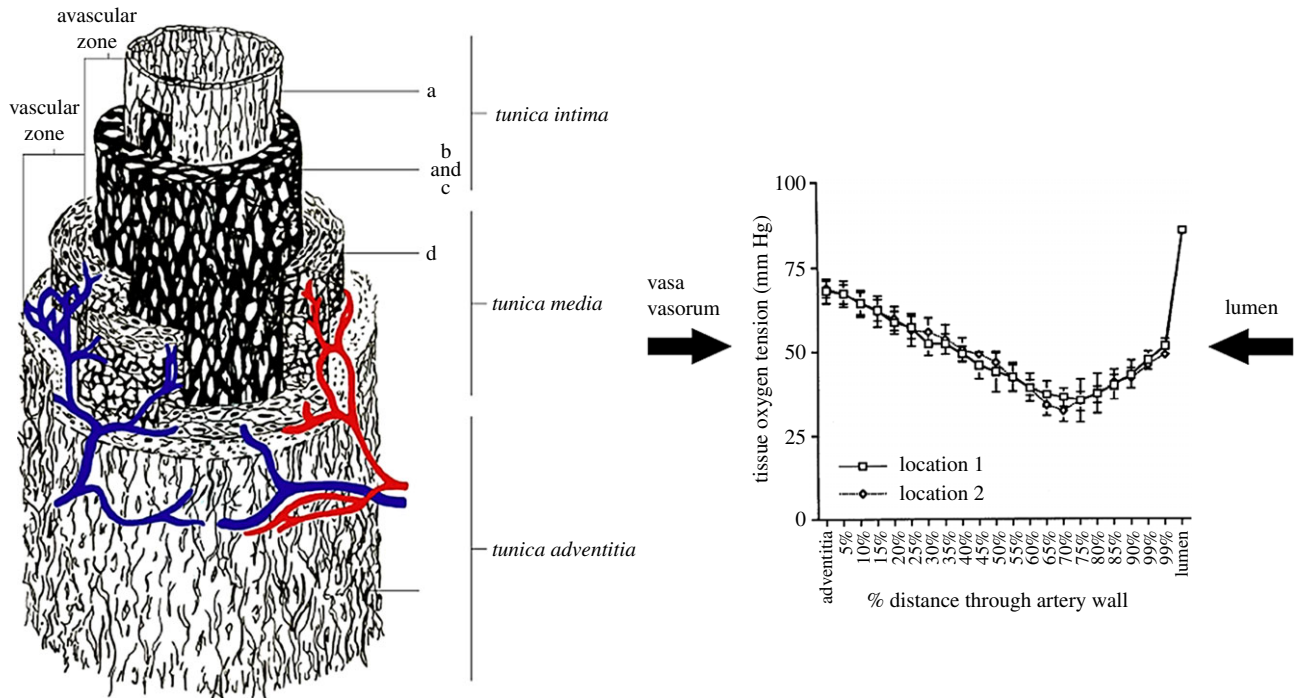 avascular
zone
vascular
zone
a
b
and
c
d
tunica intima
tunica media
tunica adventitia
vasa
vasorum
lumen
tissue oxygen tension (mm Hg)
100
75
50
25
0
location 1
location 2
adventitia
5%
10%
15%
20%
25%
30%
35%
40%
45%
50%
55%
60%
65%
70%
75%
80%
85%
90%
99%
99%
lumen
% distance through artery wall